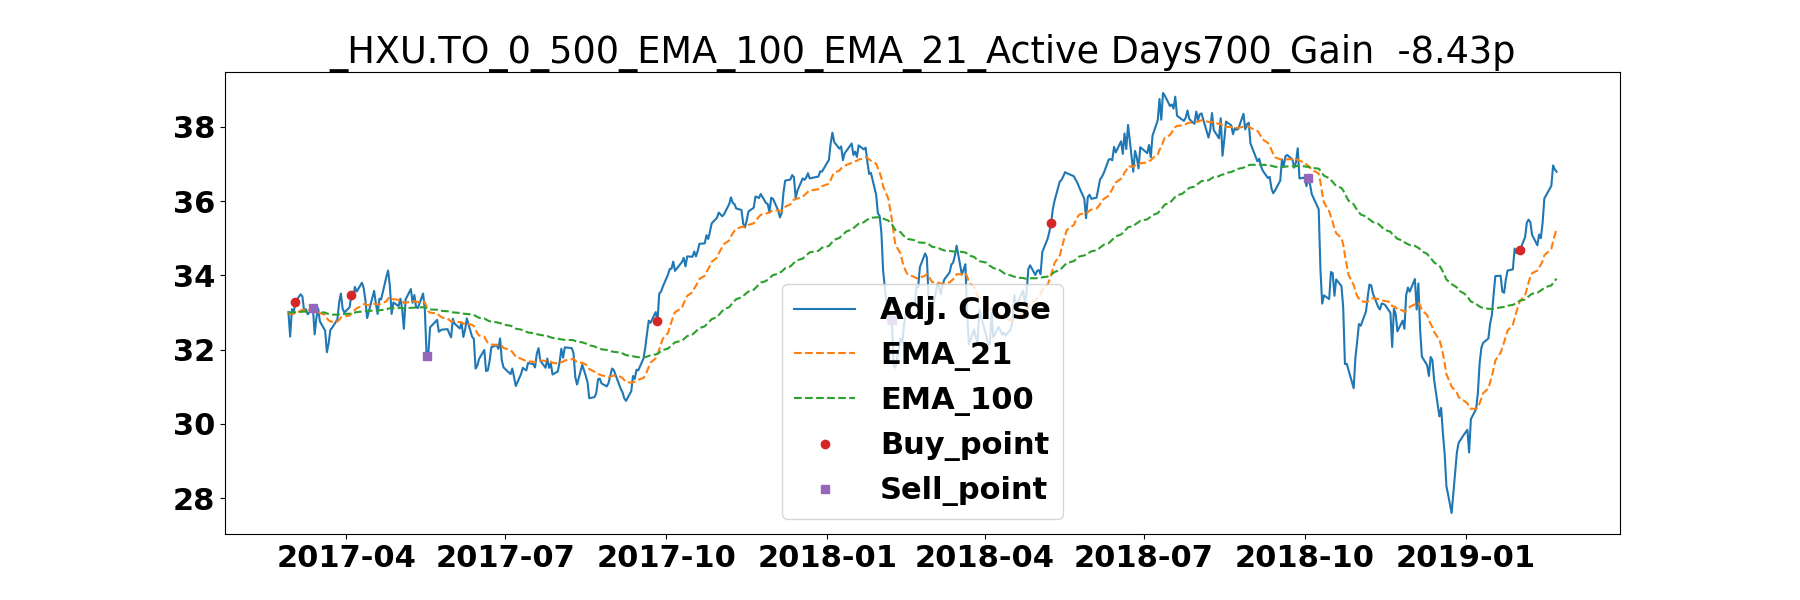 _HXU.TO_0_500_EMA_100_EMA_21_Active Days700_Gain  -8.43p
38
36
34
32
30
28
Adj. Close
EMA_21
EMA_100
Buy_point
Sell_point
2017-04 2017-07 2017-10 2018-01 2018-04 2018-07 2018-10 2019-01